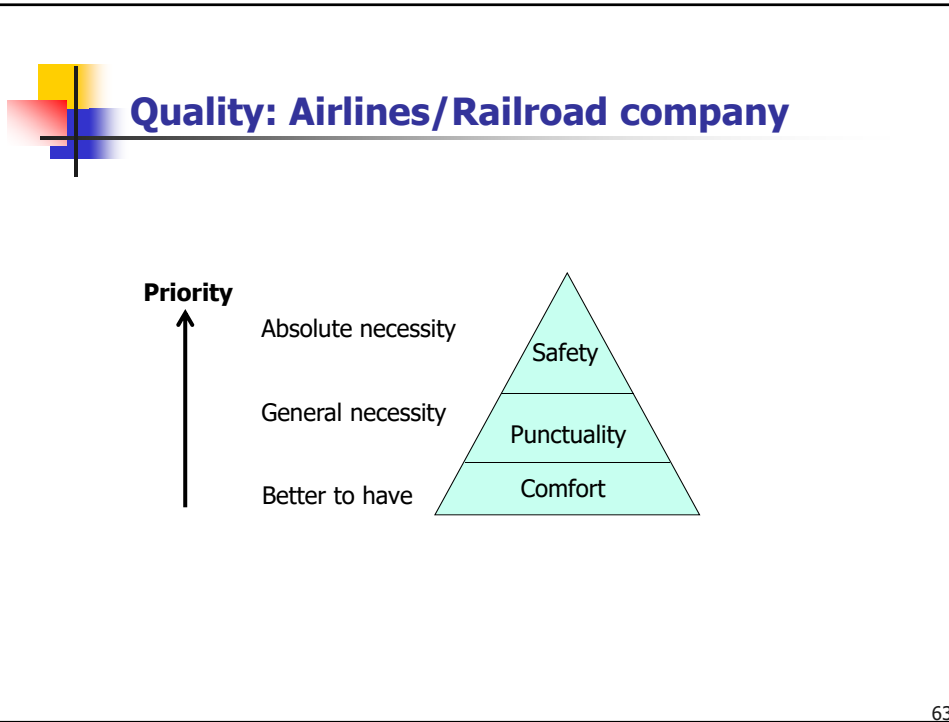 Quality: Airlines/Railroad company
Priority
Absolute necessity
Safety
General necessity
Punctuality
Better to have
Comfort
63